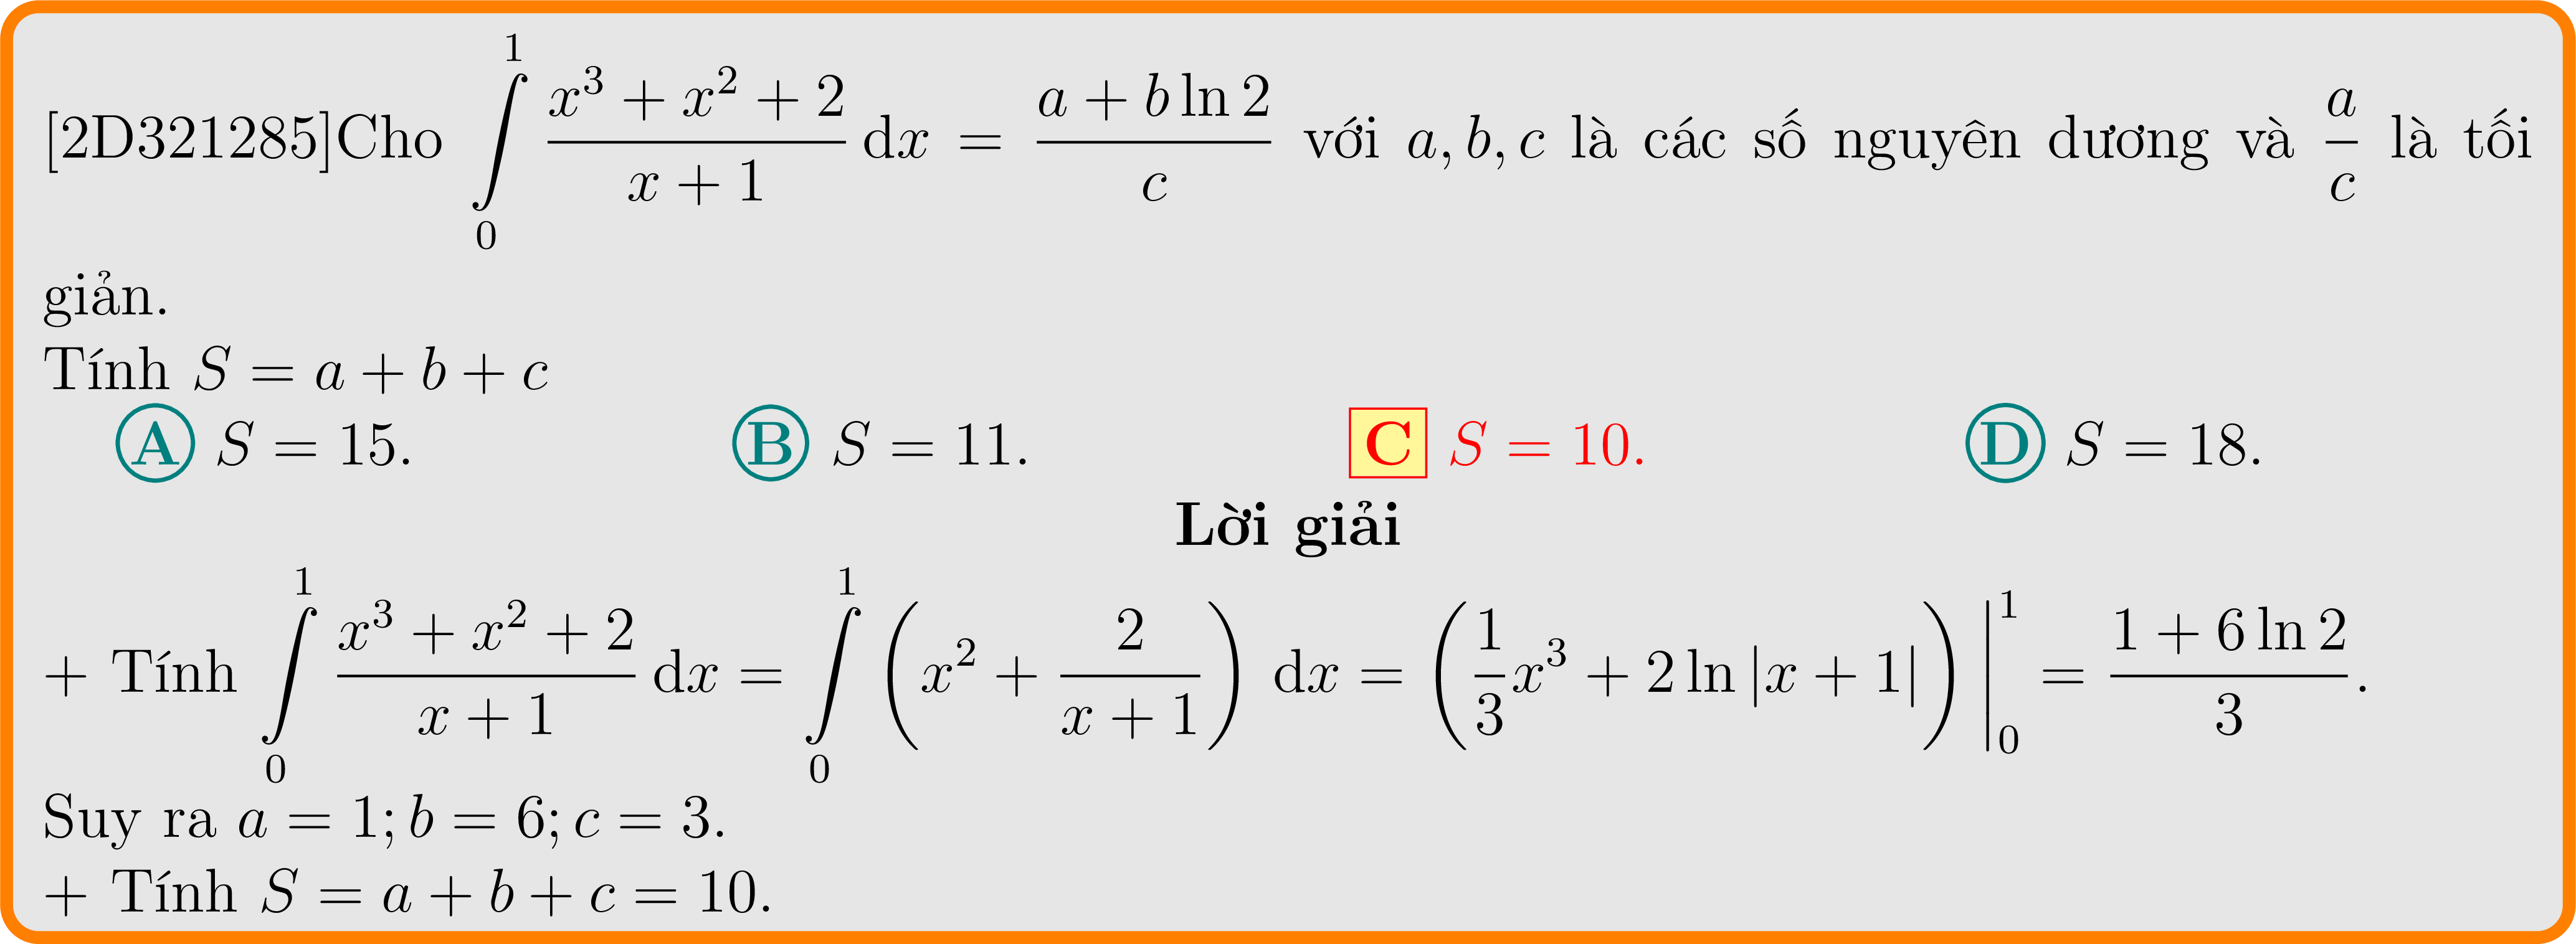 [2D321285]Cho $\int\limits_0^1 \frac{x^3 + x^2 + 2}{x + 1} \mathrm{d}x = \frac{a + b \ln 2}{c}$ với $a, b, c$ là các số nguyên dương và $\frac{a}{c}$ là tối
giản.
Tính $S = a + b + c$
A $S = 15.$ B $S = 11.$ C $S = 10.$ D $S = 18.$
Lời giải
+ Tính $\int\limits_0^1 \frac{x^3 + x^2 + 2}{x + 1} \mathrm{d}x = \int\limits_0^1 \left( x^2 + \frac{2}{x + 1} \right) \mathrm{d}x = \left( \frac{1}{3} x^3 + 2 \ln |x + 1| \right) \Big|_0^1 = \frac{1 + 6 \ln 2}{3}.$
Suy ra $a = 1; b = 6; c = 3.$
+ Tính $S = a + b + c = 10.$